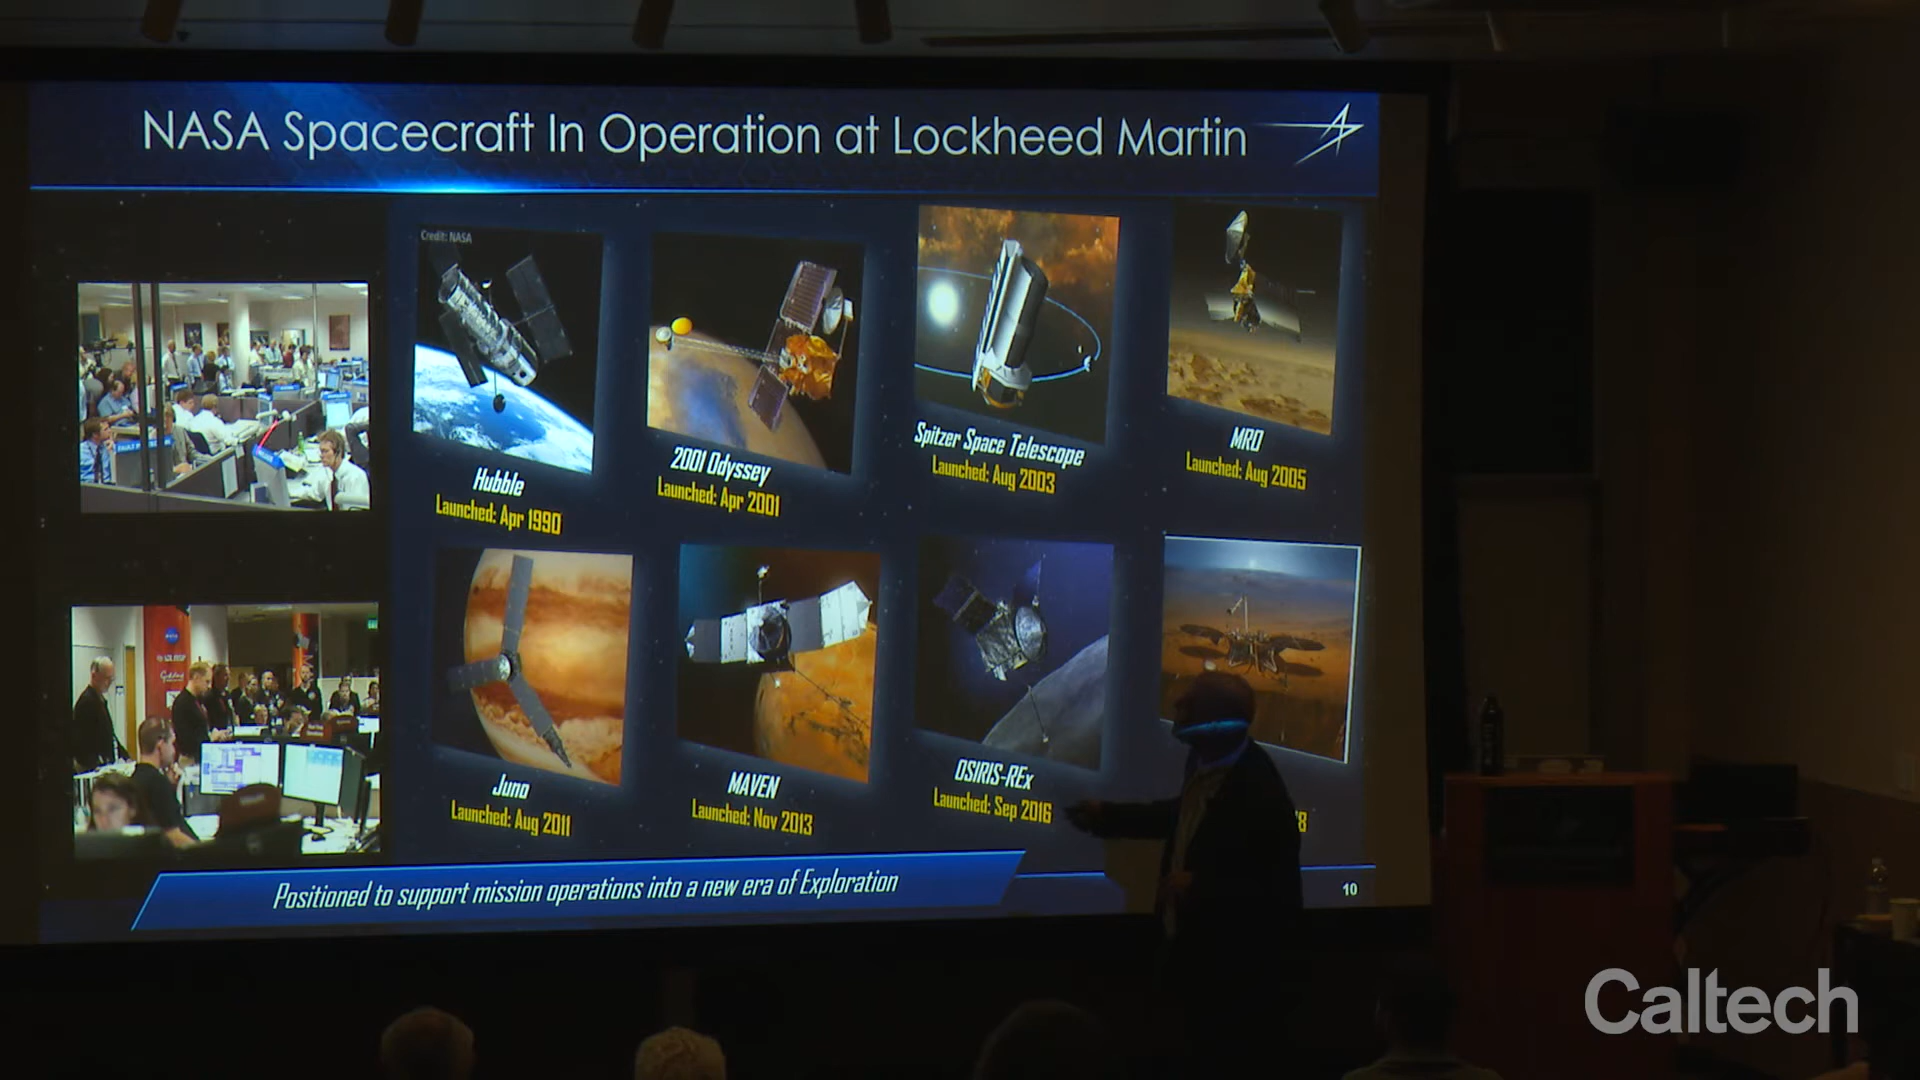 NASA Spacecraft In Operation at Lockheed Martin
Credit: NASA
Hubble
Launched: Apr 1990
2001 Odyssey
Launched: Apr 2001
Spitzer Space Telescope
Launched: Aug 2003
MRO
Launched: Aug 2005
Juno
Launched: Aug 2011
MAVEN
Launched: Nov 2013
OSIRIS-REx
Launched: Sep 2016
8
Positioned to support mission operations into a new era of Exploration
10
Caltech